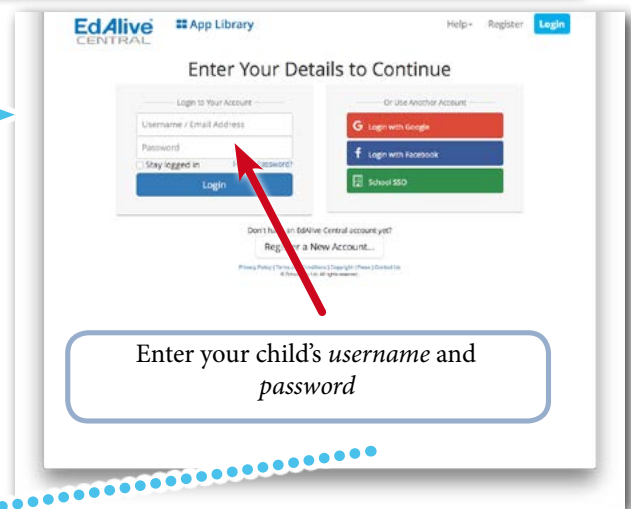 EdAlive
CENTRAL
App Library
Help
Register
Login
Enter Your Details to Continue
Login to Your Account
Username / Email Address
Password
Stay logged in
Login
Or Use Another Account
G Login with Google
f Login with Facebook
School SSO
Don't have an EdAlive Central account yet?
Register a New Account...
Enter your child's username and
password